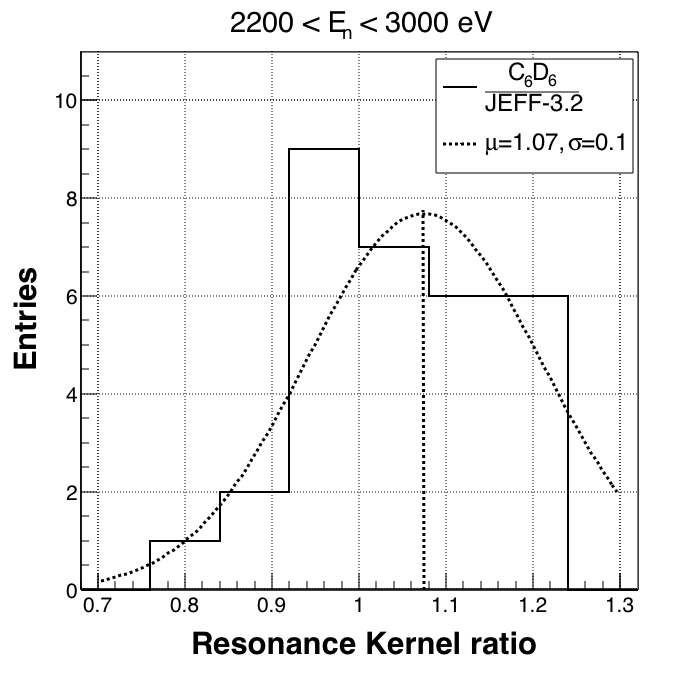 2200 < Eₙ < 3000 eV
C₆D₆
JEFF-3.2
μ=1.07, σ=0.1
Entries
10
8
6
4
2
0
0.7 0.8 0.9 1 1.1 1.2 1.3
Resonance Kernel ratio